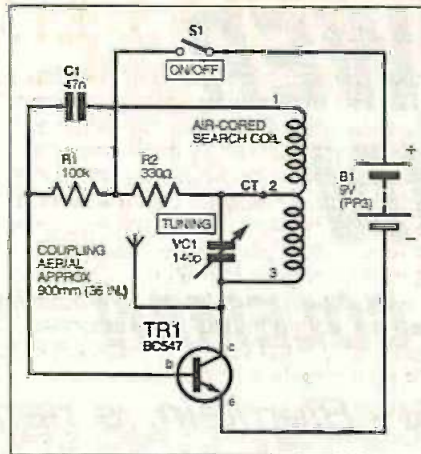 S1
ON/OFF
C1
47n
1
AIR-CORED
SEARCH COIL
R1
100k
R2
330Ω
CT
2
B1
9V
(PP3)
+
-
TUNING
VC1
140p
3
COUPLING
AERIAL
APPROX
900mm (36 IN.)
TR1
BC547
b
c
e